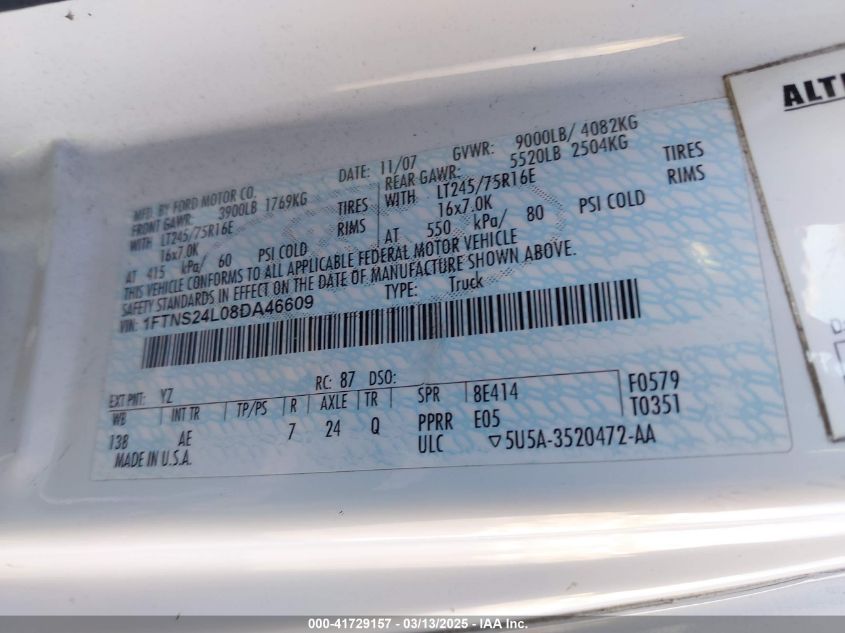 MFD. BY FORD MOTOR CO.
DATE: 11/07 GVWR: 9000LB/ 4082KG
FRONT GAWR: 3900LB 1769KG
REAR GAWR: 5520LB 2504KG
WITH LT245/75R16E TIRES
WITH LT245/75R16E TIRES
16x7.0K RIMS
16x7.0K RIMS
AT 415 kPa/ 60 PSI COLD
AT 550 kPa/ 80 PSI COLD
THIS VEHICLE CONFORMS TO ALL APPLICABLE FEDERAL MOTOR VEHICLE
SAFETY STANDARDS IN EFFECT ON THE DATE OF MANUFACTURE SHOWN ABOVE.
VIN: 1FTNS24L08DA46609 TYPE: Truck
EXT PNT: YZ RC: 87 DSO:
WB INT TR TP/PS R AXLE TR SPR 8E414 F0579
138 AE 7 24 Q PPRR E05 T0351
MADE IN U.S.A. ULC ▽5U5A-3520472-AA
ALT
000-41729157 / 03/13/2025 - IAA Inc.